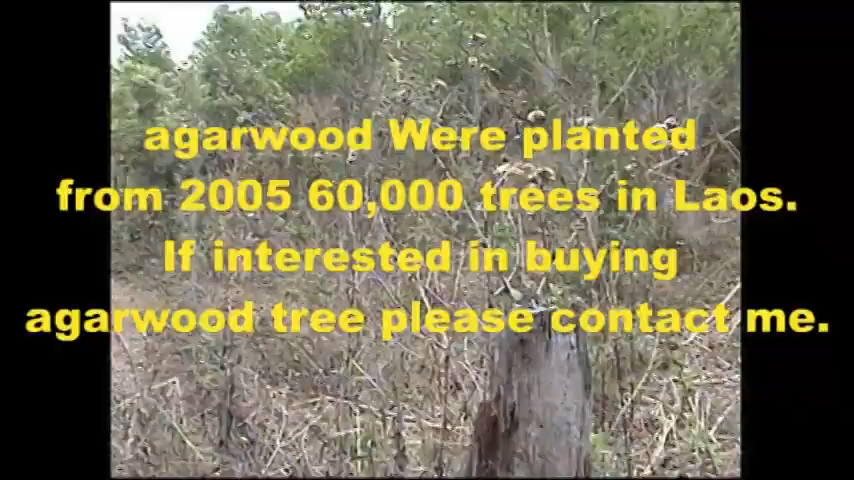 agarwood Were planted
from 2005 60,000 trees in Laos.
If interested in buying
agarwood tree please contact me.